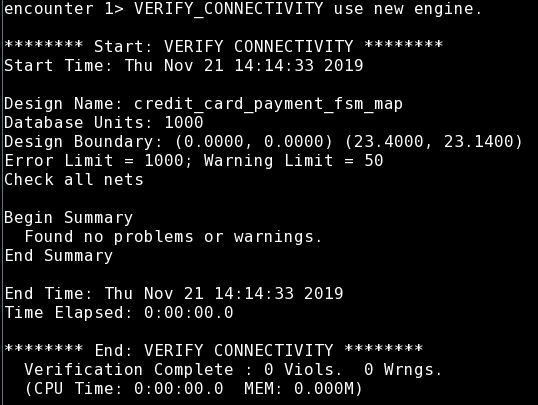 encounter 1> VERIFY_CONNECTIVITY use new engine.
******** Start: VERIFY CONNECTIVITY ********
Start Time: Thu Nov 21 14:14:33 2019
Design Name: credit_card_payment_fsm_map
Database Units: 1000
Design Boundary: (0.0000, 0.0000) (23.4000, 23.1400)
Error Limit = 1000; Warning Limit = 50
Check all nets
Begin Summary
  Found no problems or warnings.
End Summary
End Time: Thu Nov 21 14:14:33 2019
Time Elapsed: 0:00:00.0
******** End: VERIFY CONNECTIVITY ********
  Verification Complete : 0 Viols.  0 Wrngs.
  (CPU Time: 0:00:00.0  MEM: 0.000M)